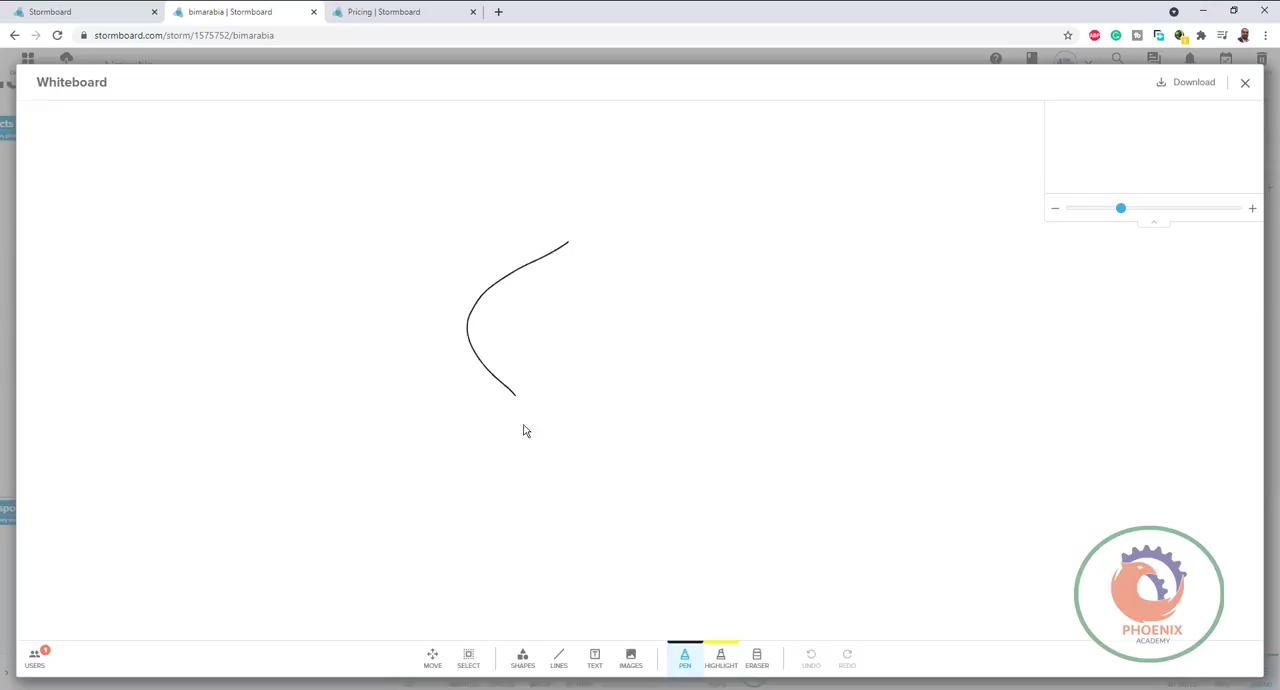 Stormboard
bimarabia | Stormboard
Pricing | Stormboard
stormboard.com/storm/1575752/bimarabia
Whiteboard
Download
PHOENIX
ACADEMY
USERS
MOVE
SELECT
SHAPES
LINES
TEXT
IMAGES
PEN
HIGHLIGHT
ERASER
UNDO
REDO